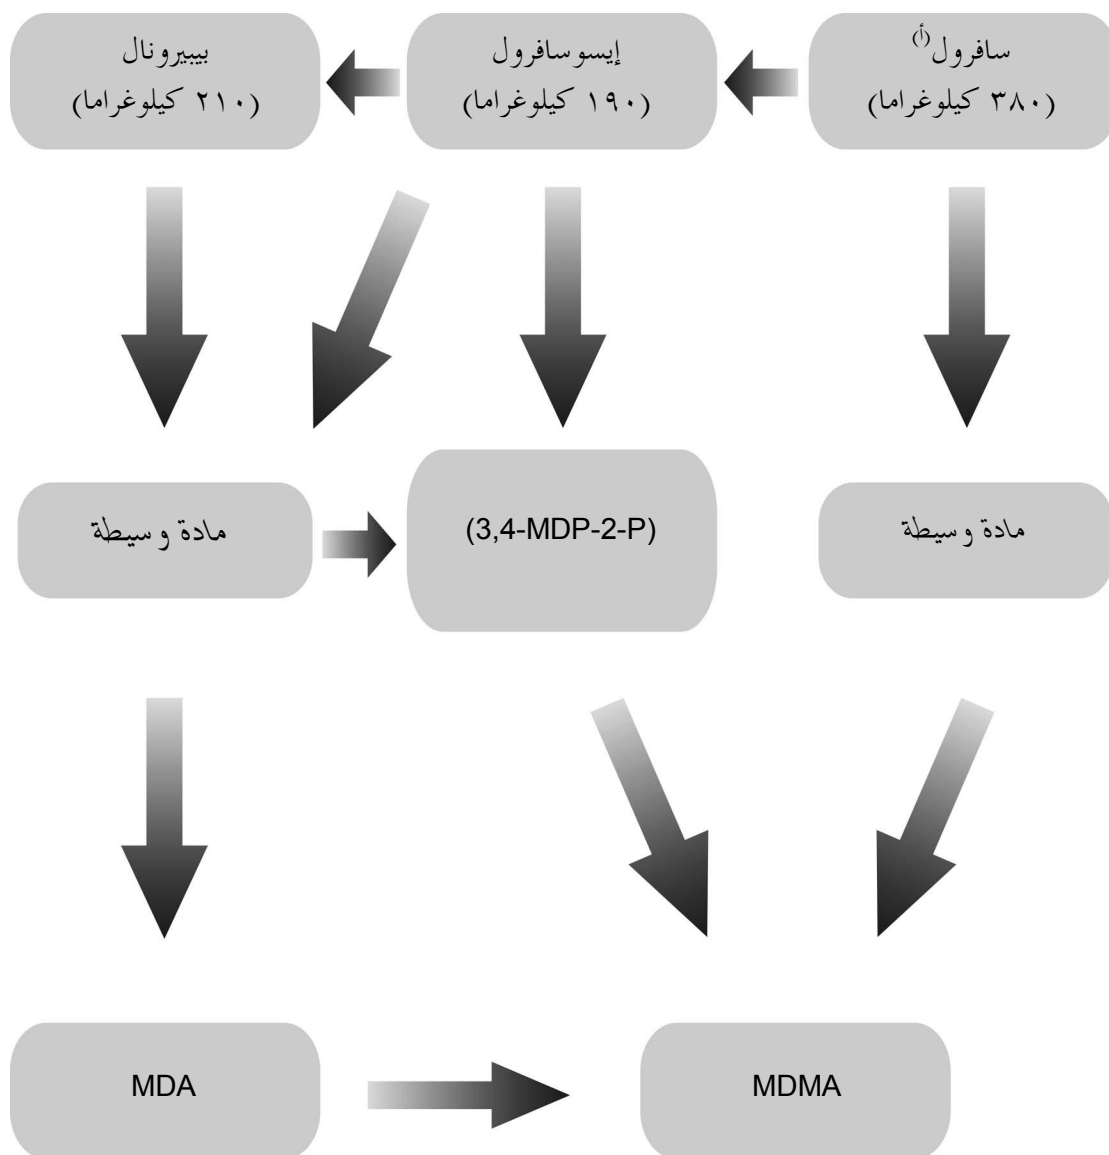 سافرول(أ)
(٣٨٠ كيلوغراما)
إيسوسافرول
(١٩٠ كيلوغراما)
بيبيرونال
(٢١٠ كيلوغراما)
مادة وسيطة
(3,4-MDP-2-P)
مادة وسيطة
MDMA
MDA